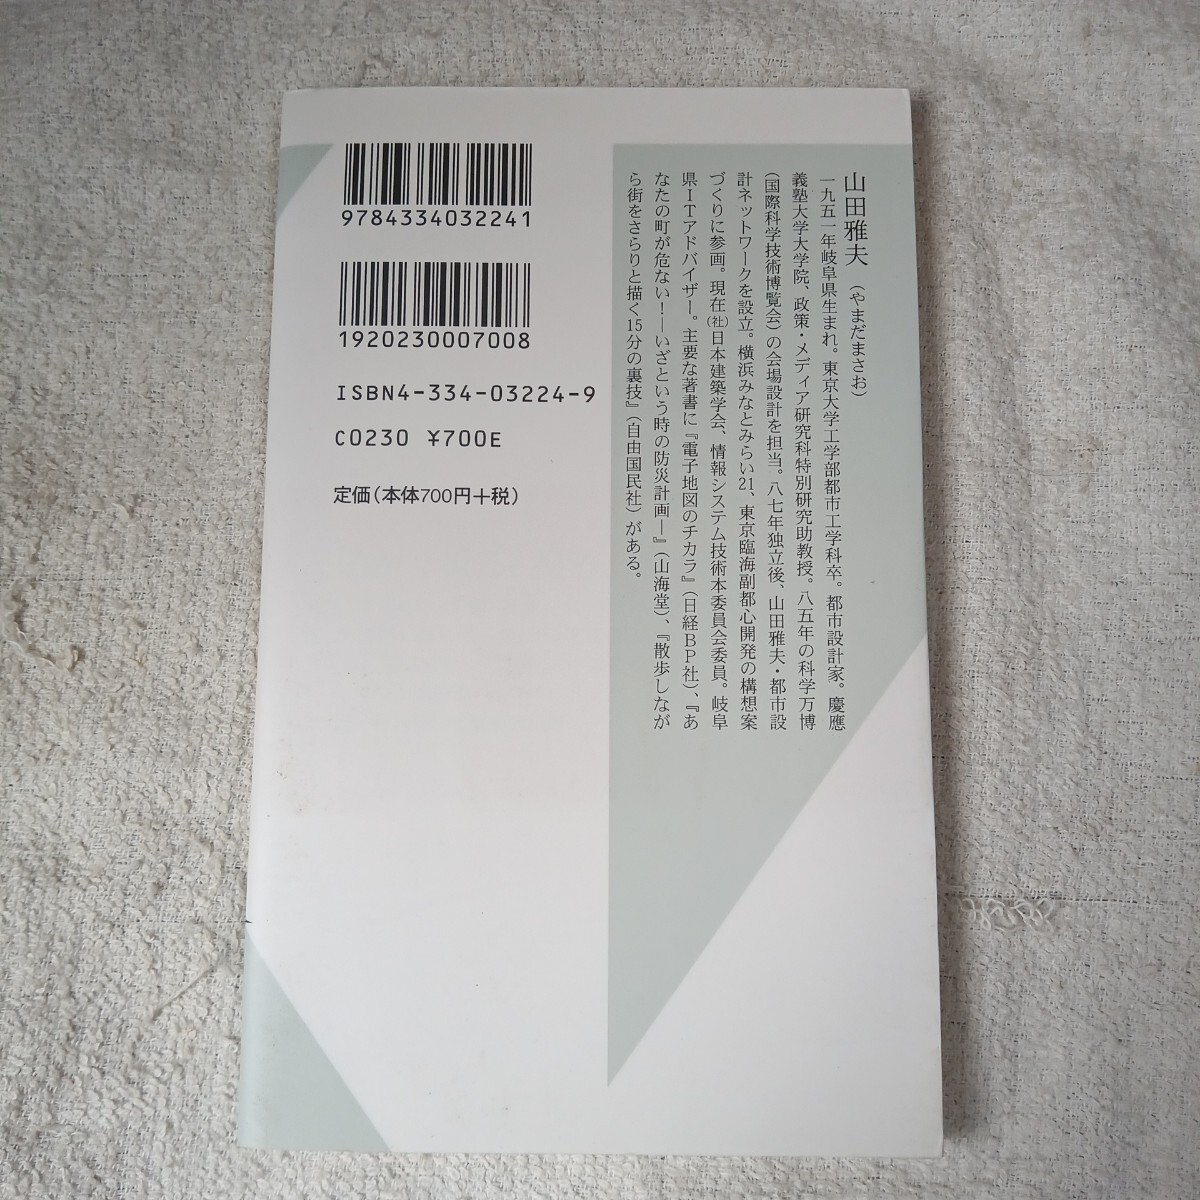 9784334032241
1920230007008
ISBN4-334-03224-9
C0230 ¥700E
定価(本体700円+税)
山田雅夫(やまだまさお)
一九五一年岐阜県生まれ。東京大学工学部都市工学科卒。都市設計家。慶應
義塾大学大学院、政策・メディア研究科特別研究助教授。八五年の科学万博
(国際科学技術博覧会)の会場設計を担当。八七年独立後、山田雅夫・都市設
計ネットワークを設立。横浜みなとみらい21、東京臨海副都心開発の構想案
づくりに参画。現在(社)日本建築学会、情報システム技術本委員会委員。岐阜
県ITアドバイザー。主要な著書に『電子地図のチカラ』(日経BP社)、『あ
なたの町が危ない!―いざという時の防災計画―』(山海堂)、『散歩しなが
ら街をさらりと描く15分の裏技』(自由国民社)がある。